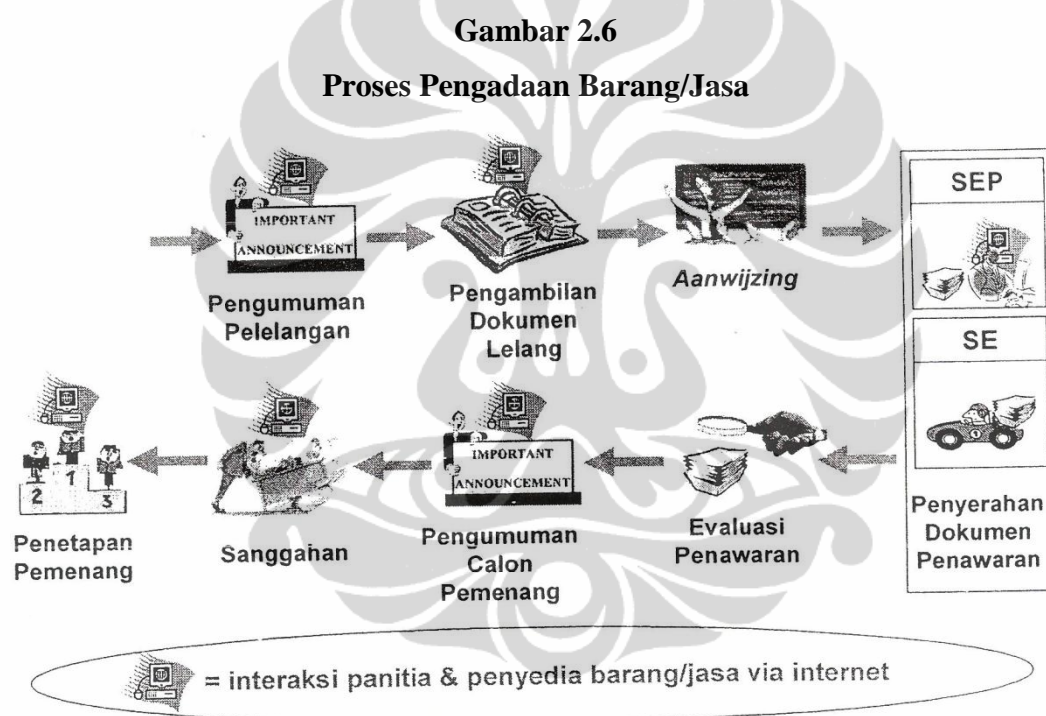 Gambar 2.6
Proses Pengadaan Barang/Jasa
IMPORTANT
ANNOUNCEMENT
Pengumuman
Pelelangan
Pengambilan
Dokumen
Lelang
Aanwijzing
SEP
SE
1
Penyerahan
Dokumen
Penawaran
Evaluasi
Penawaran
IMPORTANT
ANNOUNCEMENT
Pengumuman
Calon
Pemenang
Sanggahan
2 1 3
Penetapan
Pemenang
= interaksi panitia & penyedia barang/jasa via internet